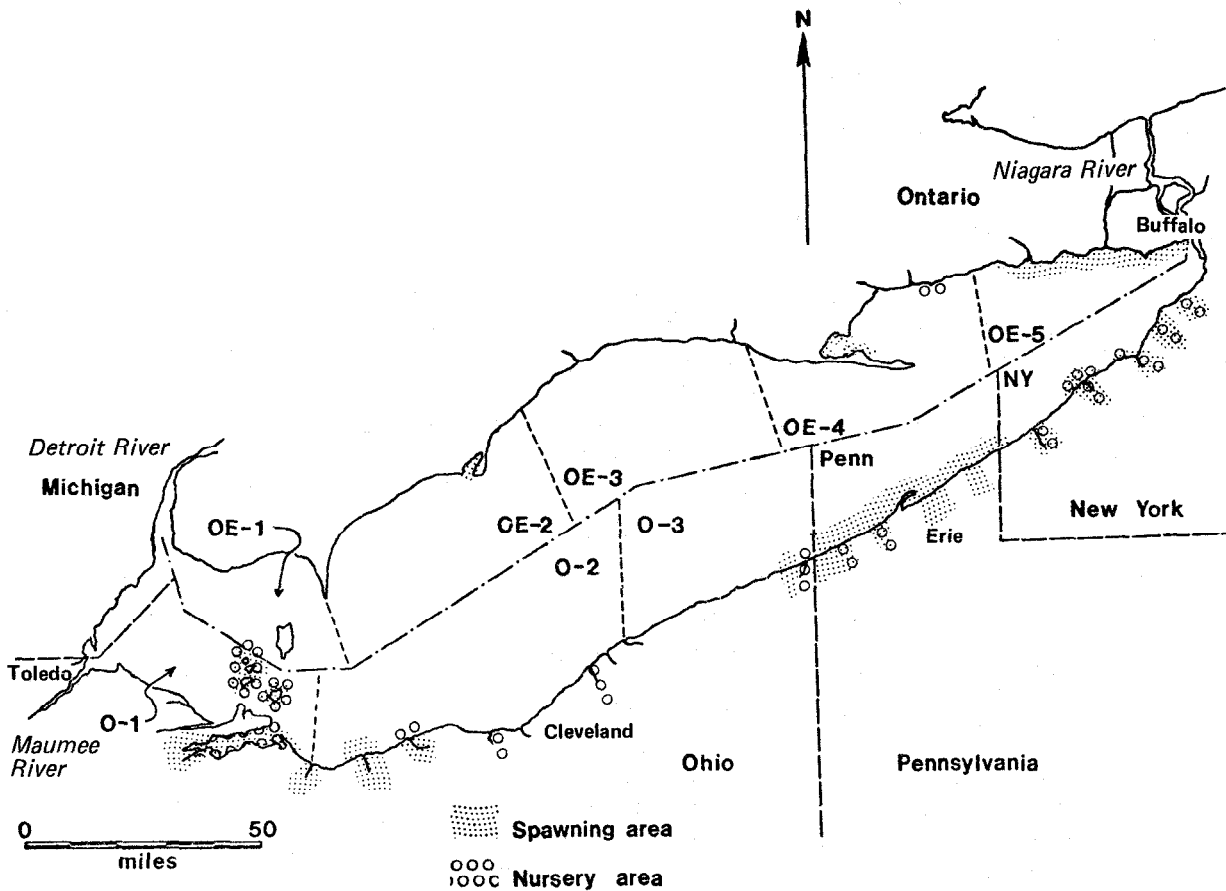 N
Niagara River
Ontario
Buffalo
OE-5
NY
OE-4
Penn
Detroit River
Michigan
OE-3
New York
OE-1
OE-2
O-3
Erie
O-2
Toledo
O-1
Cleveland
Maumee
River
Ohio
Pennsylvania
0 50
miles
Spawning area
Nursery area